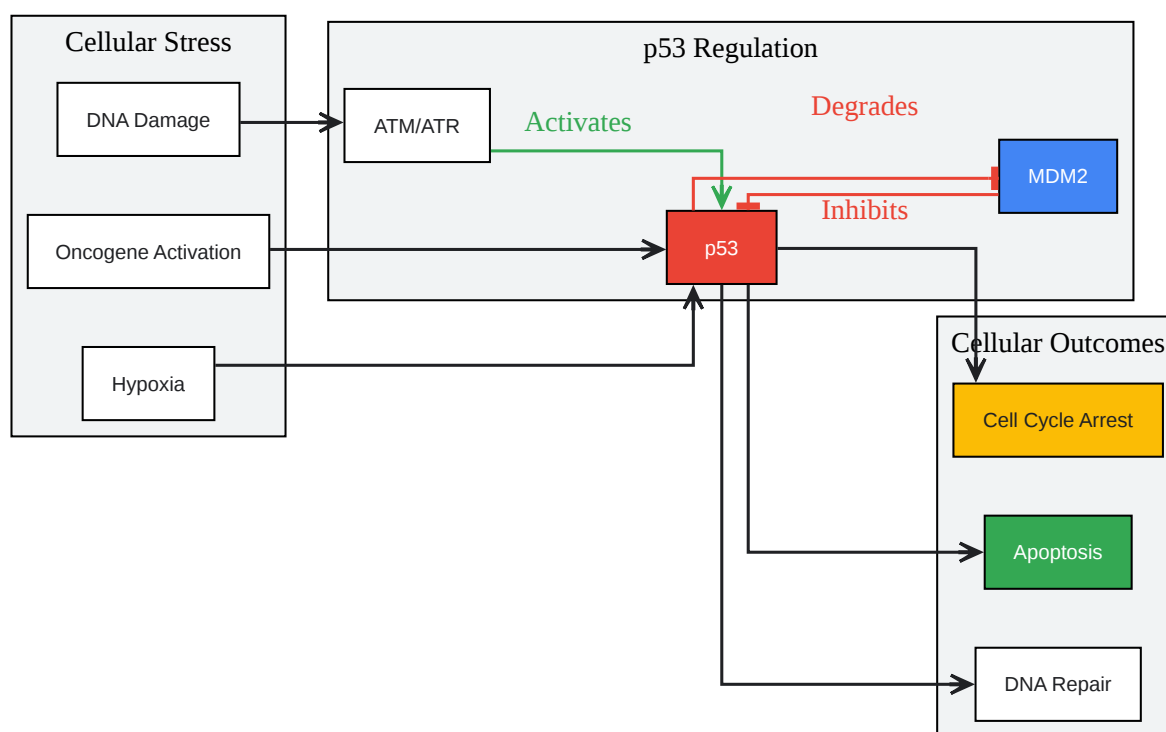 Cellular Stress
DNA Damage
Oncogene Activation
Hypoxia
p53 Regulation
ATM/ATR
Activates
Degrades
MDM2
Inhibits
p53
Cellular Outcomes
Cell Cycle Arrest
Apoptosis
DNA Repair